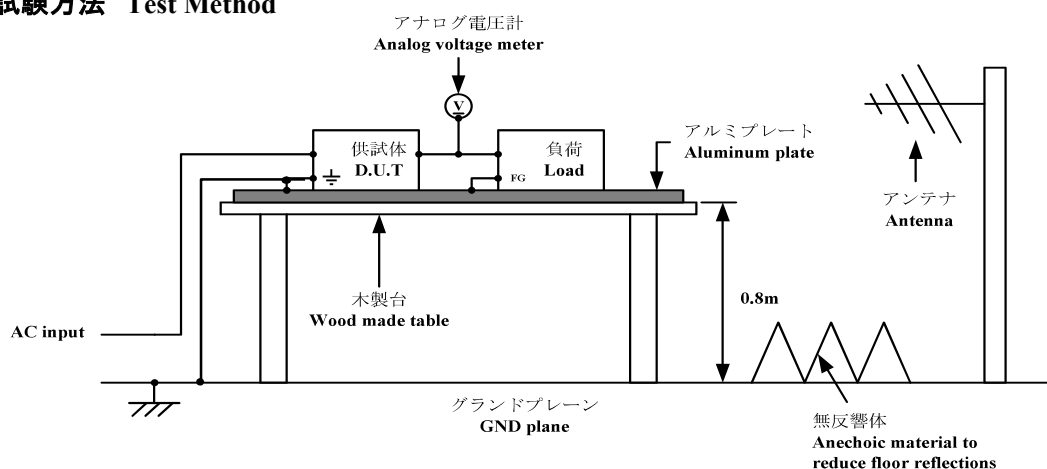 試験方法 Test Method
アナログ電圧計
Analog voltage meter
V
供試体
D.U.T
負荷
Load
FG
アルミプレート
Aluminum plate
アンテナ
Antenna
木製台
Wood made table
0.8m
AC input
グランドプレーン
GND plane
無反響体
Anechoic material to
reduce floor reflections